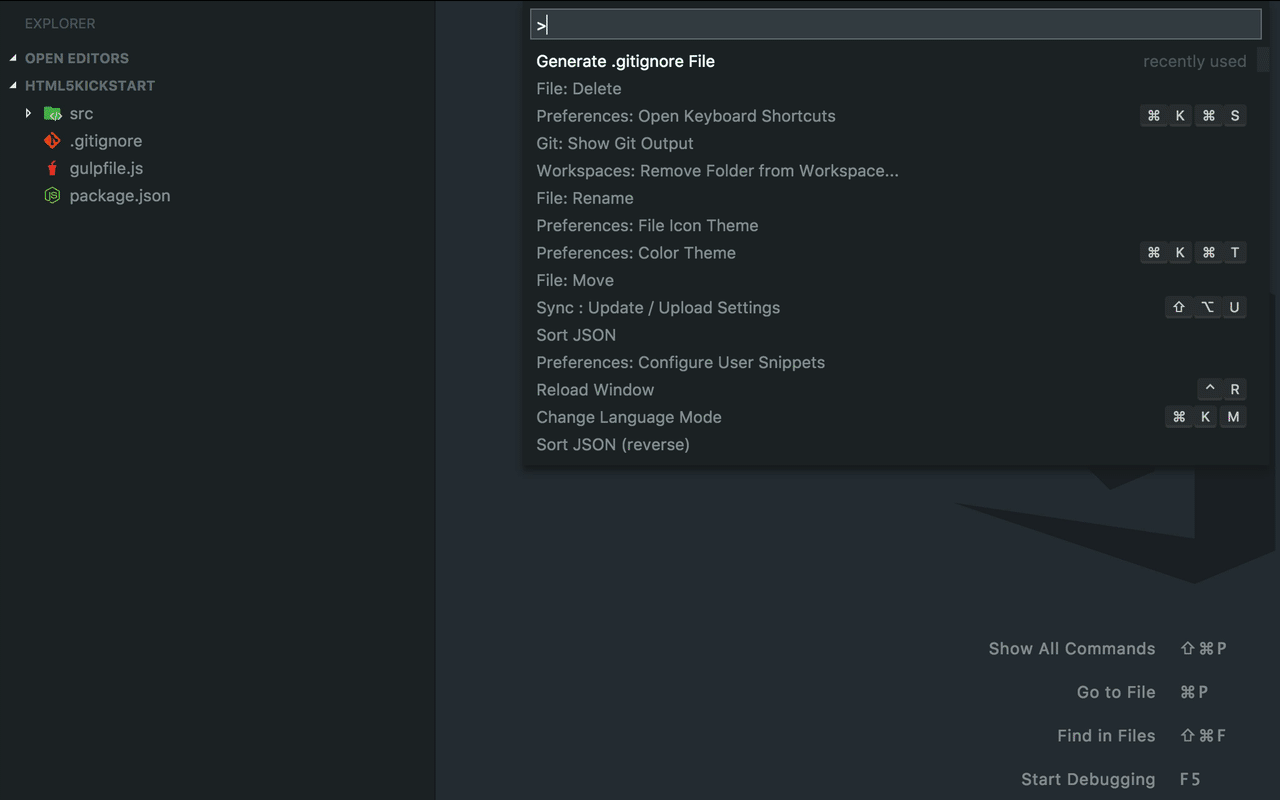 EXPLORER
OPEN EDITORS
HTML5KICKSTART
src
.gitignore
gulpfile.js
package.json
>
Generate .gitignore File recently used
File: Delete
Preferences: Open Keyboard Shortcuts ⌘ K ⌘ S
Git: Show Git Output
Workspaces: Remove Folder from Workspace...
File: Rename
Preferences: File Icon Theme
Preferences: Color Theme ⌘ K ⌘ T
File: Move
Sync : Update / Upload Settings ⇧ ⌥ U
Sort JSON
Preferences: Configure User Snippets
Reload Window ^ R
Change Language Mode ⌘ K M
Sort JSON (reverse)
Show All Commands ⇧⌘P
Go to File ⌘P
Find in Files ⇧⌘F
Start Debugging F5